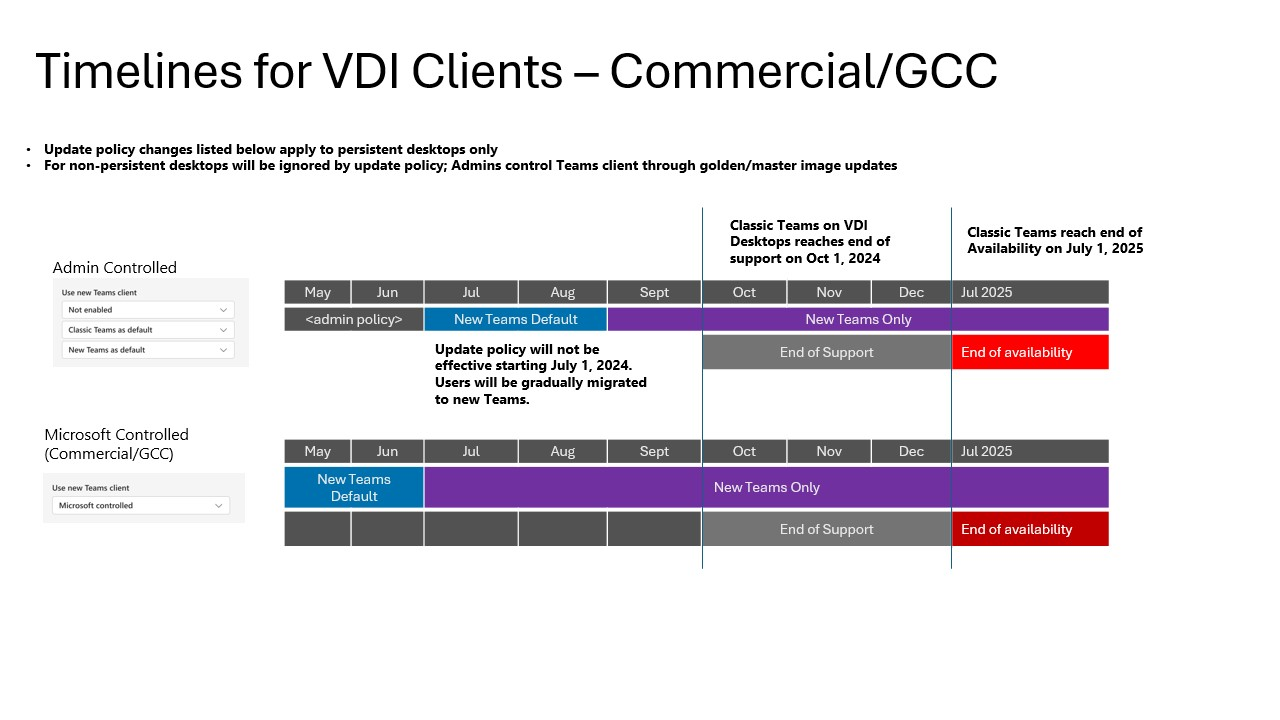 Timelines for VDI Clients – Commercial/GCC
• Update policy changes listed below apply to persistent desktops only
• For non-persistent desktops will be ignored by update policy; Admins control Teams client through golden/master image updates
Classic Teams on VDI
Desktops reaches end of
support on Oct 1, 2024
Classic Teams reach end of
Availability on July 1, 2025
Admin Controlled
Use new Teams client
Not enabled
Classic Teams as default
New Teams as default
May Jun Jul Aug Sept Oct Nov Dec Jul 2025
<admin policy> New Teams Default New Teams Only
End of Support End of availability
Update policy will not be
effective starting July 1, 2024.
Users will be gradually migrated
to new Teams.
Microsoft Controlled
(Commercial/GCC)
Use new Teams client
Microsoft controlled
May Jun Jul Aug Sept Oct Nov Dec Jul 2025
New Teams
Default
New Teams Only
End of Support End of availability